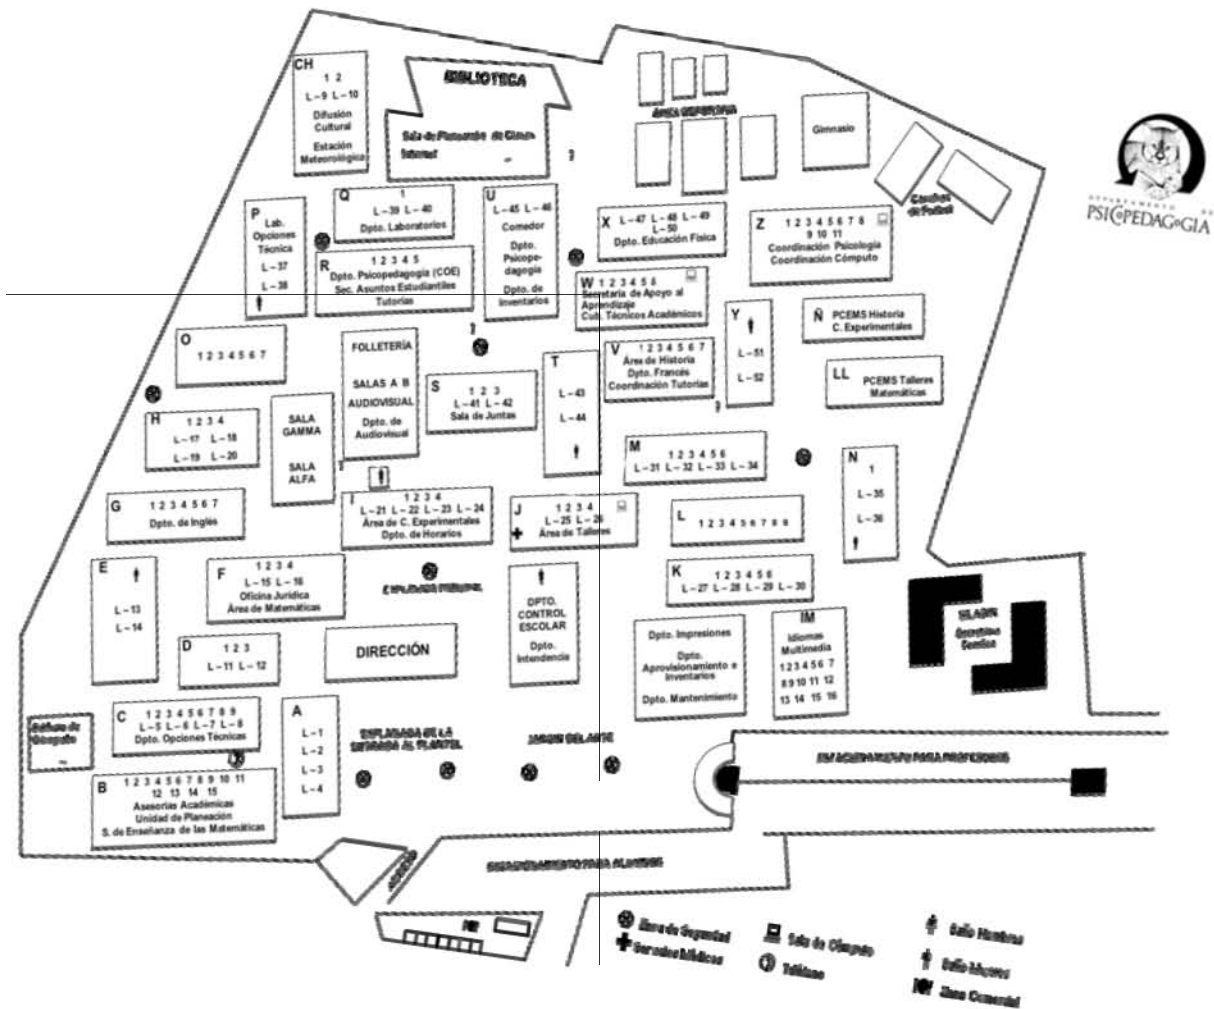 CH
1 2
L-9 L-10
Difusión
Cultural
Estación
Meteorológica
BIBLIOTECA
Gimnasio
DEPARTAMENTO DE
PSICOPEDAGOGIA
P
Lab.
Opciones
Técnica
L-37
L-38
Q
1
L-39 L-40
Dpto. Laboratorios
R
1 2 3 4 5
Dpto. Psicopedagogía (COE)
Sec. Asuntos Estudiantiles
Tutorías
U
L-45 L-46
Comedor
Dpto.
Psicope-
dagogía
Dpto. de
Inventarios
X
L-47 L-48 L-49
L-50
Dpto. Educación Física
Z
1 2 3 4 5 6 7 8
9 10 11
Coordinación Psicología
Coordinación Cómputo
W
1 2 3 4 5 6
Secretaría de Apoyo al
Aprendizaje
Cub. Técnicos Académicos
Y
L-51
L-52
Ñ
PCEMS Historia
C. Experimentales
O
1 2 3 4 5 6 7
FOLLETERÍA
SALAS A B
AUDIOVISUAL
Dpto. de
Audiovisual
S
1 2 3
L-41 L-42
Sala de Juntas
T
L-43
L-44
V
1 2 3 4 5 6 7
Área de Historia
Dpto. Francés
Coordinación Tutorías
LL
PCEMS Talleres
Matemáticas
H
1 2 3 4
L-17 L-18
L-19 L-20
SALA
GAMMA
SALA
ALFA
M
1 2 3 4 5 6
L-31 L-32 L-33 L-34
N
1
L-35
L-36
G
1 2 3 4 5 6 7
Dpto. de Inglés
I
1 2 3 4
L-21 L-22 L-23 L-24
Área de C. Experimentales
Dpto. de Horarios
J
1 2 3 4
L-25 L-26
Área de Talleres
L
1 2 3 4 5 6 7 8 9
E
L-13
L-14
F
1 2 3 4
L-15 L-16
Oficina Jurídica
Área de Matemáticas
DPTO.
CONTROL
ESCOLAR
Dpto.
Intendencia
K
1 2 3 4 5 6
L-27 L-28 L-29 L-30
D
1 2 3
L-11 L-12
DIRECCIÓN
Dpto. Impresiones
Dpto.
Aprovisionamiento e
Inventarios
Dpto. Mantenimiento
IM
Idiomas
Multimedia
1 2 3 4 5 6 7
8 9 10 11 12
13 14 15 16
C
1 2 3 4 5 6 7 8 9
L-5 L-6 L-7 L-8
Dpto. Opciones Técnicas
A
L-1
L-2
L-3
L-4
EXPLANADA DE LA
ENTRADA AL PLANTEL
B
1 2 3 4 5 6 7 8 9 10 11
12 13 14 15
Asesorías Académicas
Unidad de Planeación
S. de Enseñanza de las Matemáticas
ESTACIONAMIENTO PARA PROFESORES
ESTACIONAMIENTO PARA ALUMNOS
Zona de Seguridad
Servicios Médicos
Sala de Cómputo
Teléfono
Baño Hombres
Baño Mujeres
Zona Comercial